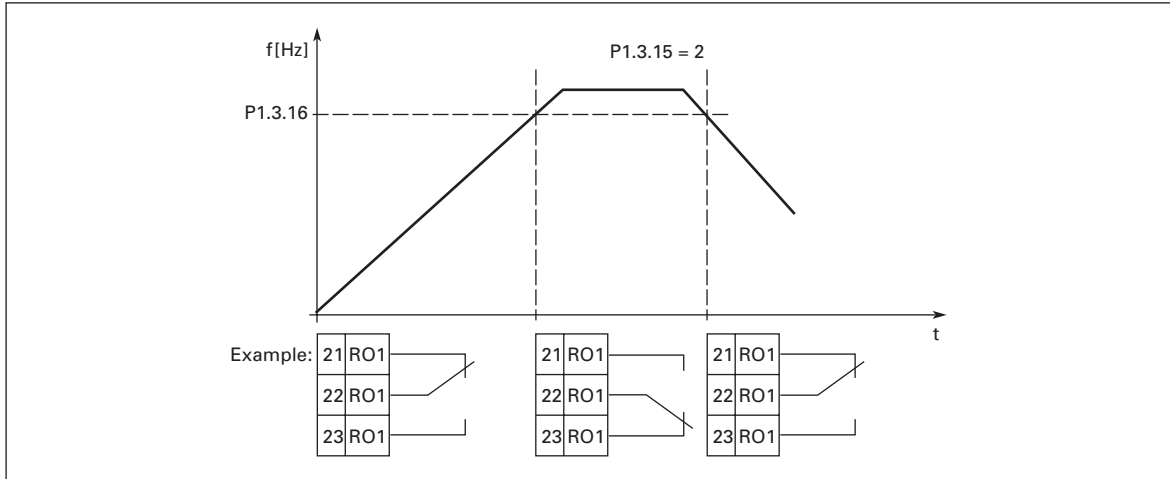 f[Hz]
P1.3.15 = 2
P1.3.16
t
Example:
21 RO1
22 RO1
23 RO1
21 RO1
22 RO1
23 RO1
21 RO1
22 RO1
23 RO1